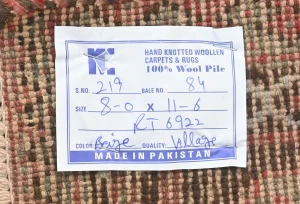 HAND KNOTTED WOOLLEN
CARPETS & RUGS
100% Wool Pile
S.NO. 219 BALE NO. 84
SIZE 8-0 x 11-6
RT 6922
COLOR Beize QUALITY: Village
MADE IN PAKISTAN